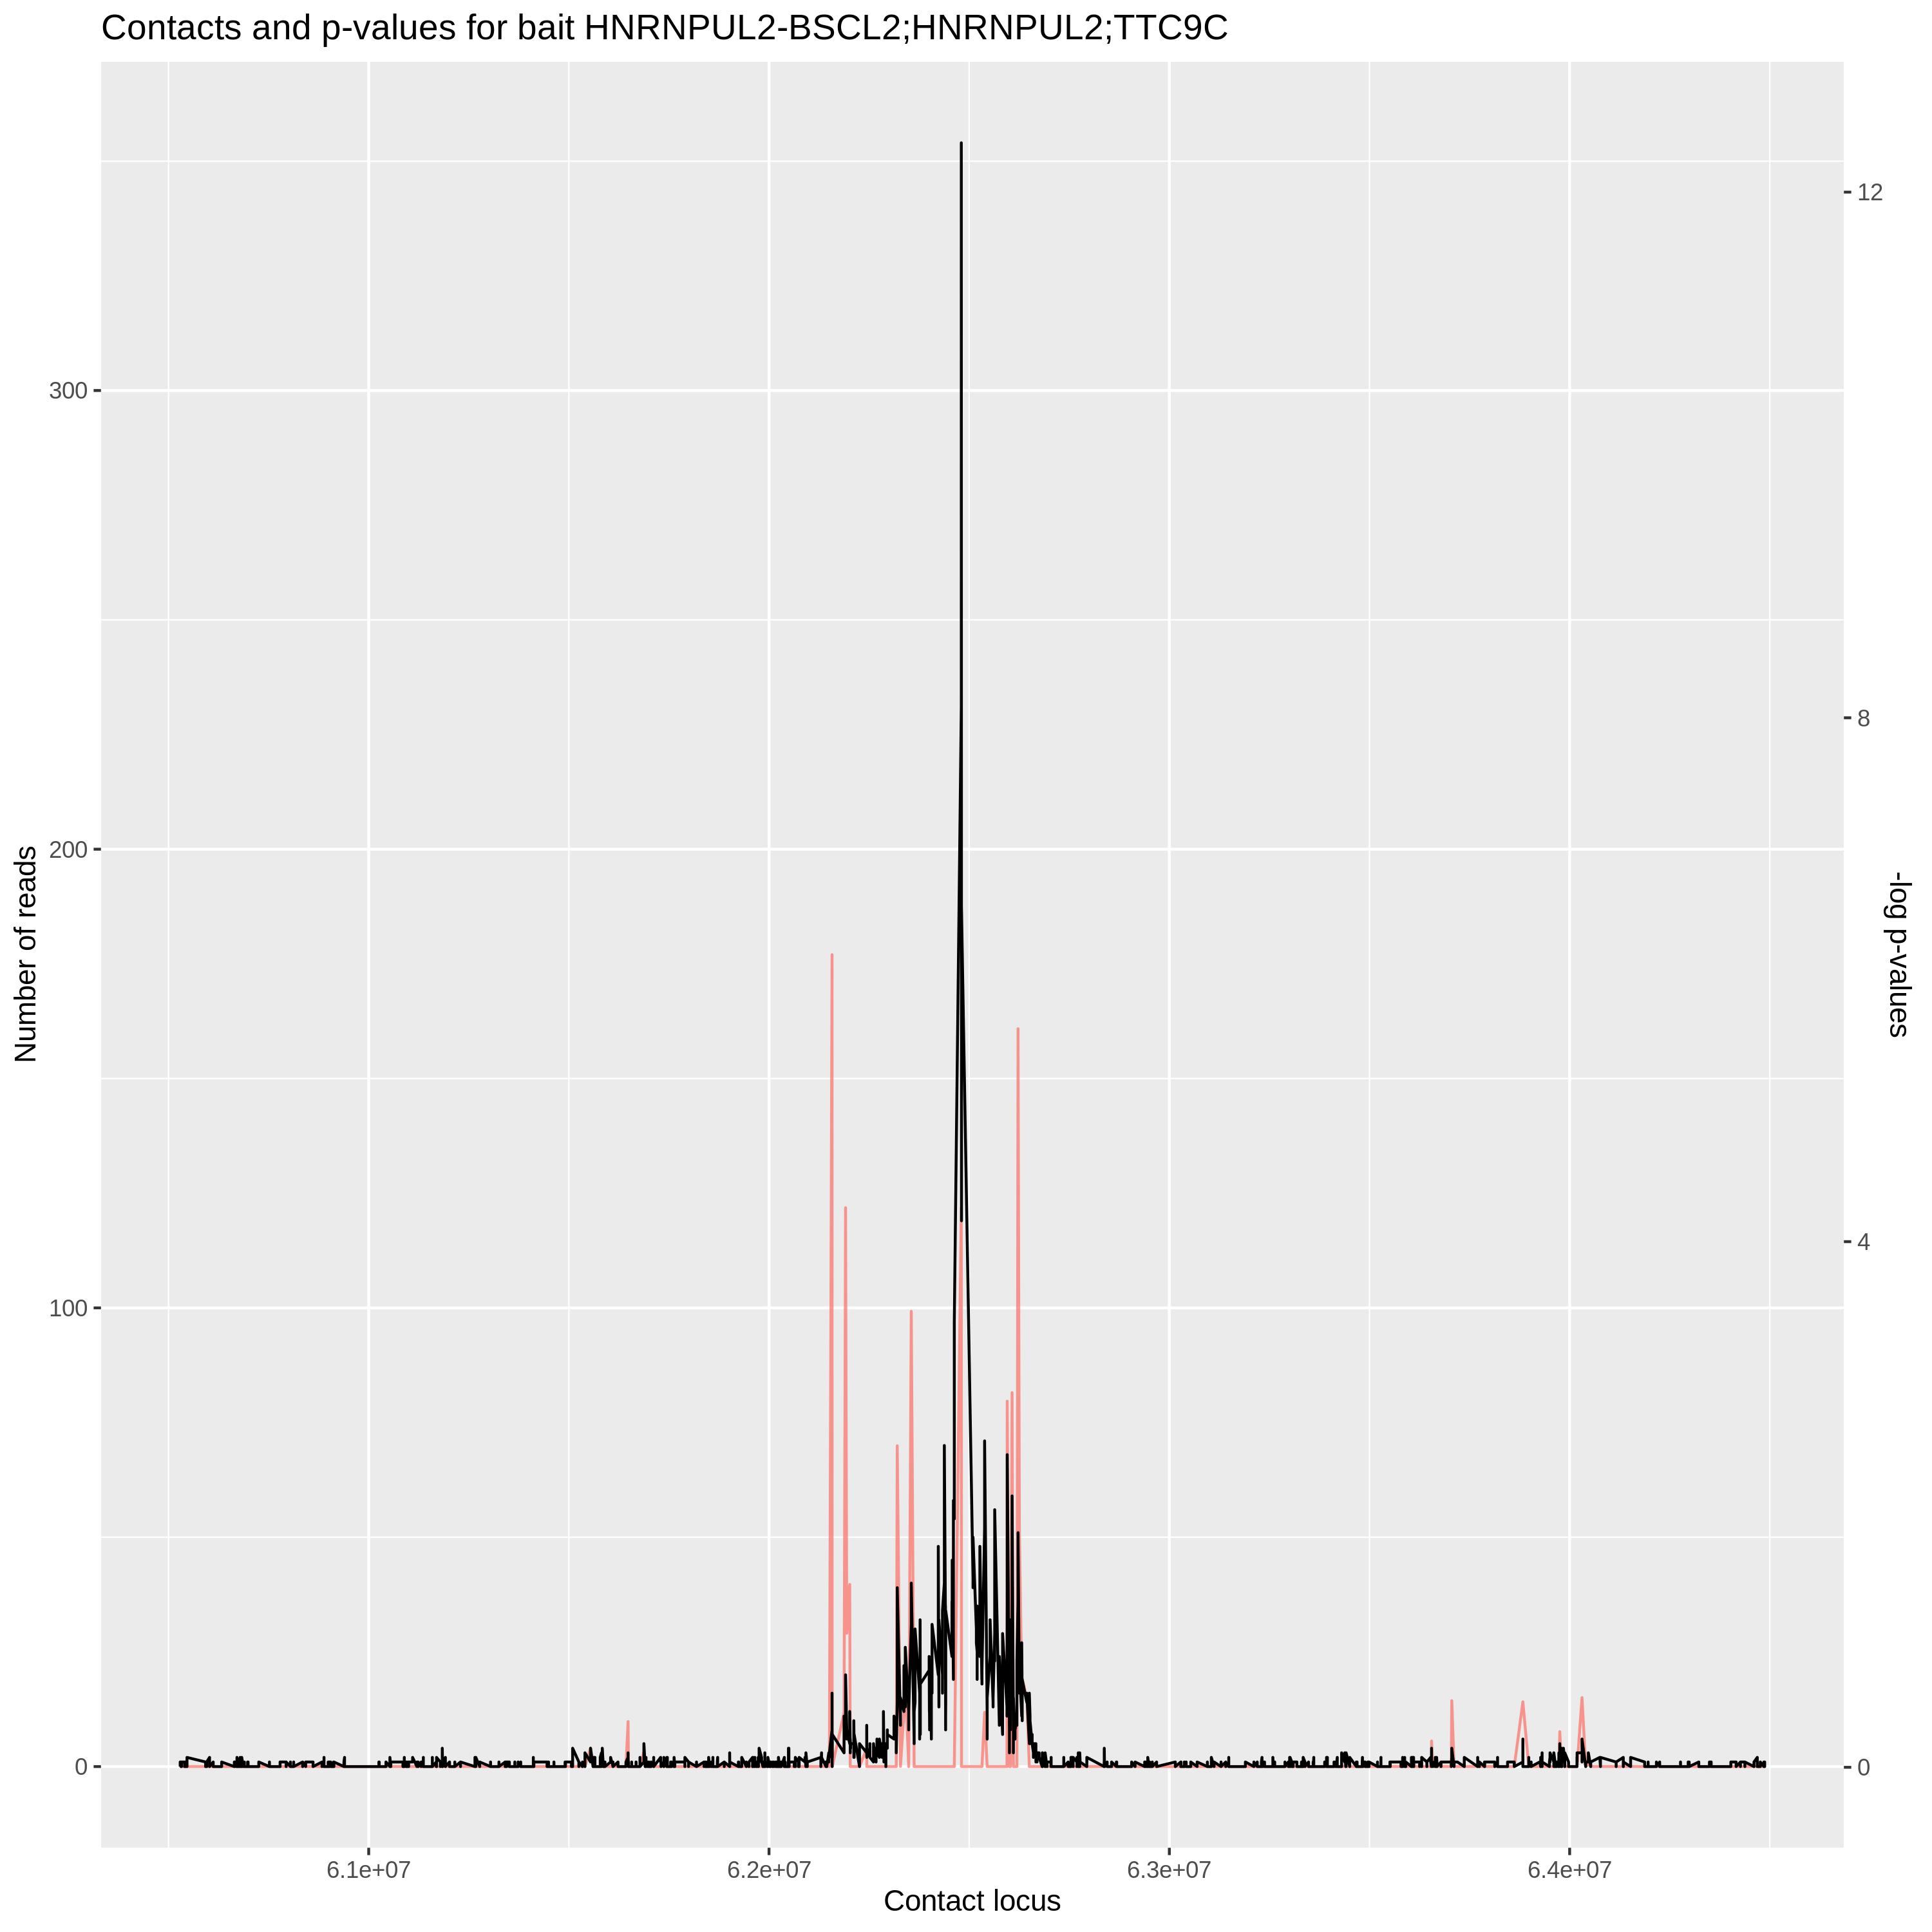 Contacts and p-values for bait HNRNPUL2-BSCL2;HNRNPUL2;TTC9C
300
200
100
0
Number of reads
12
8
4
0
-log p-values
6.1e+07 6.2e+07 6.3e+07 6.4e+07
Contact locus